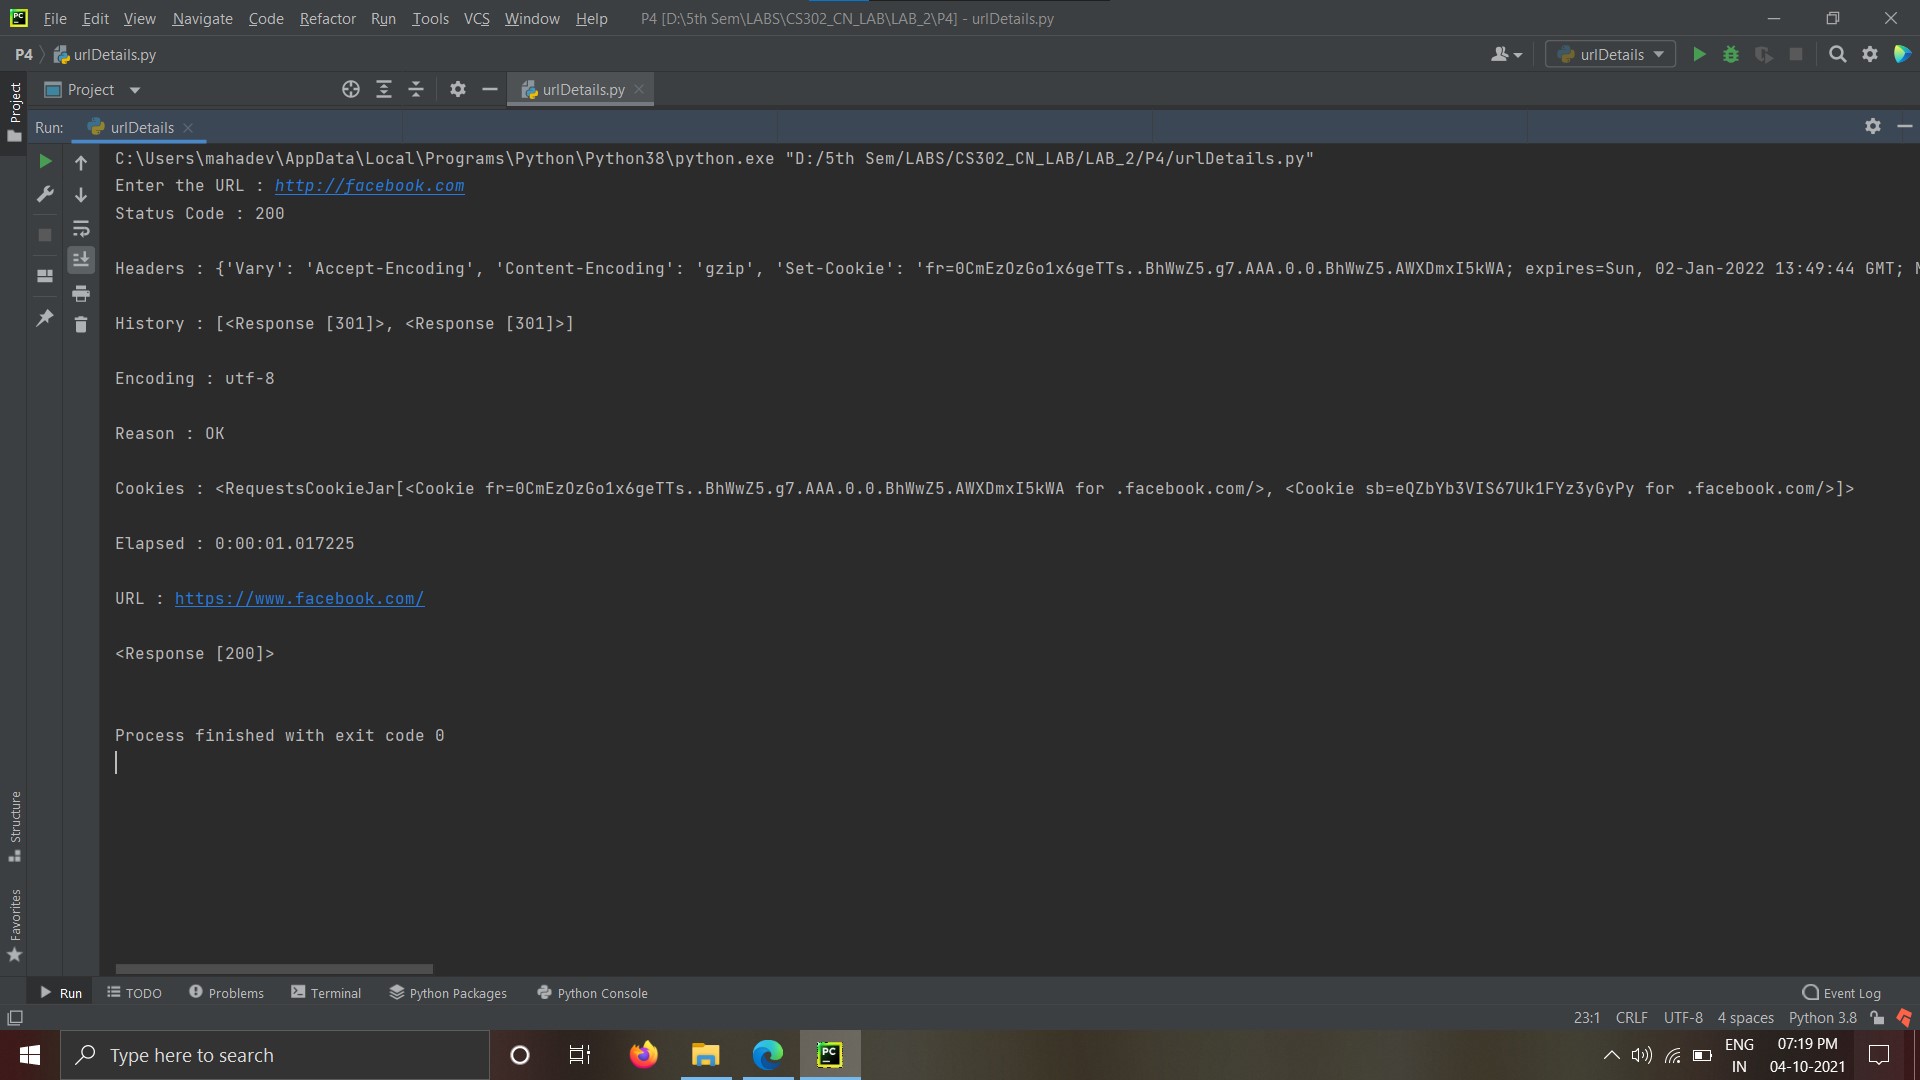 File Edit View Navigate Code Refactor Run Tools VCS Window Help P4 [D:\5th Sem\LABS\CS302_CN_LAB\LAB_2\P4] - urlDetails.py
P4 urlDetails.py urlDetails
Project Project urlDetails.py
Run: urlDetails
C:\Users\mahadev\AppData\Local\Programs\Python\Python38\python.exe "D:/5th Sem/LABS/CS302_CN_LAB/LAB_2/P4/urlDetails.py"
Enter the URL : http://facebook.com
Status Code : 200
Headers : {'Vary': 'Accept-Encoding', 'Content-Encoding': 'gzip', 'Set-Cookie': 'fr=0CmEzOzGo1x6geTTs..BhWwZ5.g7.AAA.0.0.BhWwZ5.AWXDmxI5kWA; expires=Sun, 02-Jan-2022 13:49:44 GMT;
History : [<Response [301]>, <Response [301]>]
Encoding : utf-8
Reason : OK
Cookies : <RequestsCookieJar[<Cookie fr=0CmEzOzGo1x6geTTs..BhWwZ5.g7.AAA.0.0.BhWwZ5.AWXDmxI5kWA for .facebook.com/>, <Cookie sb=eQZbYb3VIS67Uk1FYz3yGyPy for .facebook.com/>]>
Elapsed : 0:00:01.017225
URL : https://www.facebook.com/
<Response [200]>
Process finished with exit code 0
Structure
Favorites
Run TODO Problems Terminal Python Packages Python Console Event Log
23:1 CRLF UTF-8 4 spaces Python 3.8
Type here to search PC ENG 07:19 PM
IN 04-10-2021